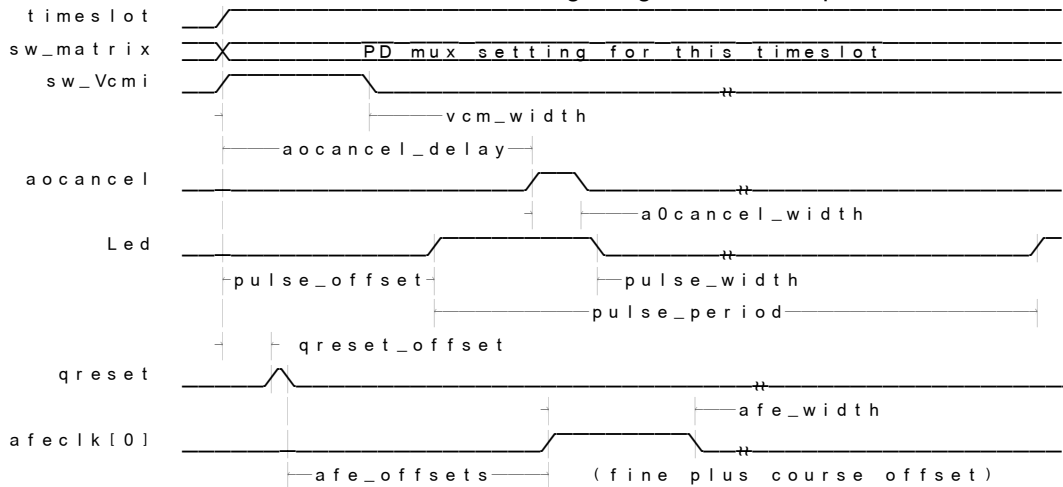 timeslot
sw_matrix PD mux setting for this timeslot
sw_Vcmi
vcm_width
aocancel_delay
aocancel
a0cancel_width
Led
pulse_offset pulse_width
pulse_period
qreset_offset
qreset
afe_width
afeclk[0]
afe_offsets (fine plus course offset)